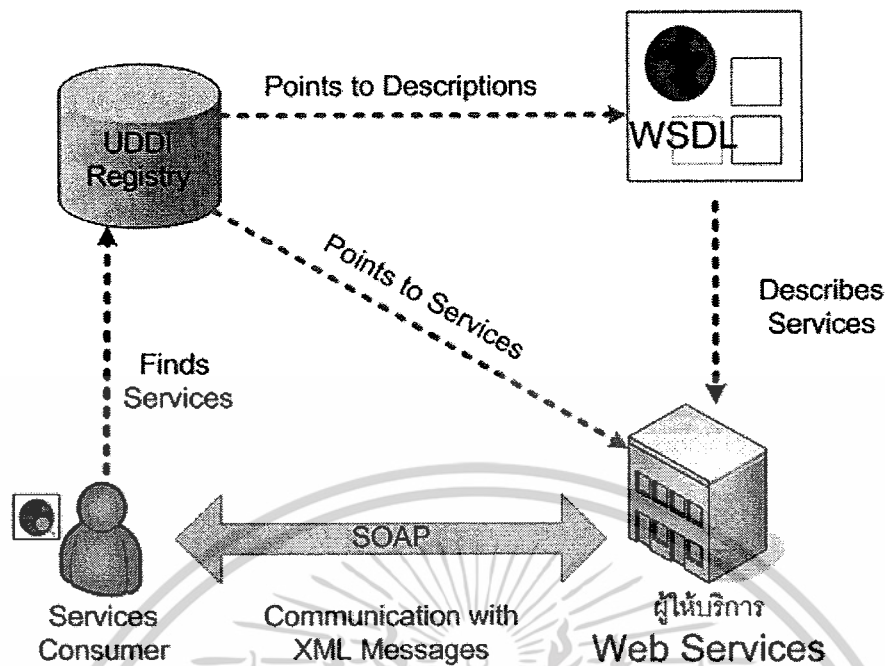 Points to Descriptions
UDDI
Registry
WSDL
Points to Services
Describes
Services
Finds
Services
SOAP
Services
Consumer
Communication with
XML Messages
ผู้ให้บริการ
Web Services